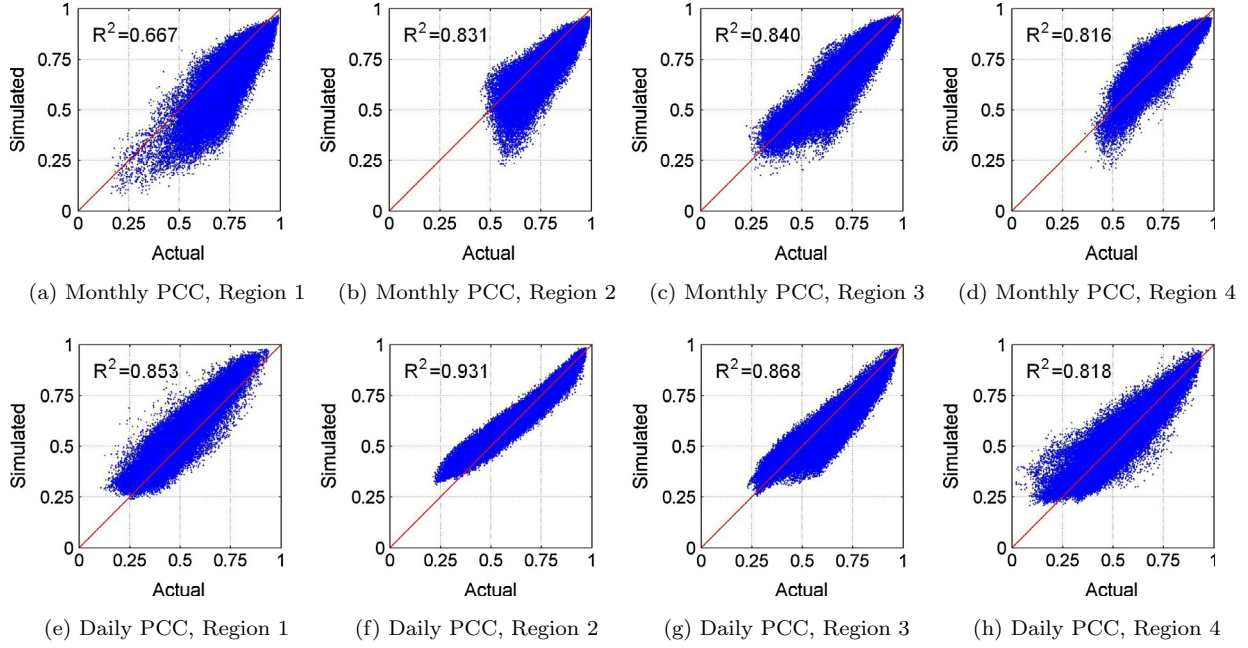 R²=0.667
1
0.75
0.5
0.25
0
0 0.25 0.5 0.75 1
Simulated
Actual
(a) Monthly PCC, Region 1
R²=0.831
1
0.75
0.5
0.25
0
0 0.25 0.5 0.75 1
Simulated
Actual
(b) Monthly PCC, Region 2
R²=0.840
1
0.75
0.5
0.25
0
0 0.25 0.5 0.75 1
Simulated
Actual
(c) Monthly PCC, Region 3
R²=0.816
1
0.75
0.5
0.25
0
0 0.25 0.5 0.75 1
Simulated
Actual
(d) Monthly PCC, Region 4
R²=0.853
1
0.75
0.5
0.25
0
0 0.25 0.5 0.75 1
Simulated
Actual
(e) Daily PCC, Region 1
R²=0.931
1
0.75
0.5
0.25
0
0 0.25 0.5 0.75 1
Simulated
Actual
(f) Daily PCC, Region 2
R²=0.868
1
0.75
0.5
0.25
0
0 0.25 0.5 0.75 1
Simulated
Actual
(g) Daily PCC, Region 3
R²=0.818
1
0.75
0.5
0.25
0
0 0.25 0.5 0.75 1
Simulated
Actual
(h) Daily PCC, Region 4